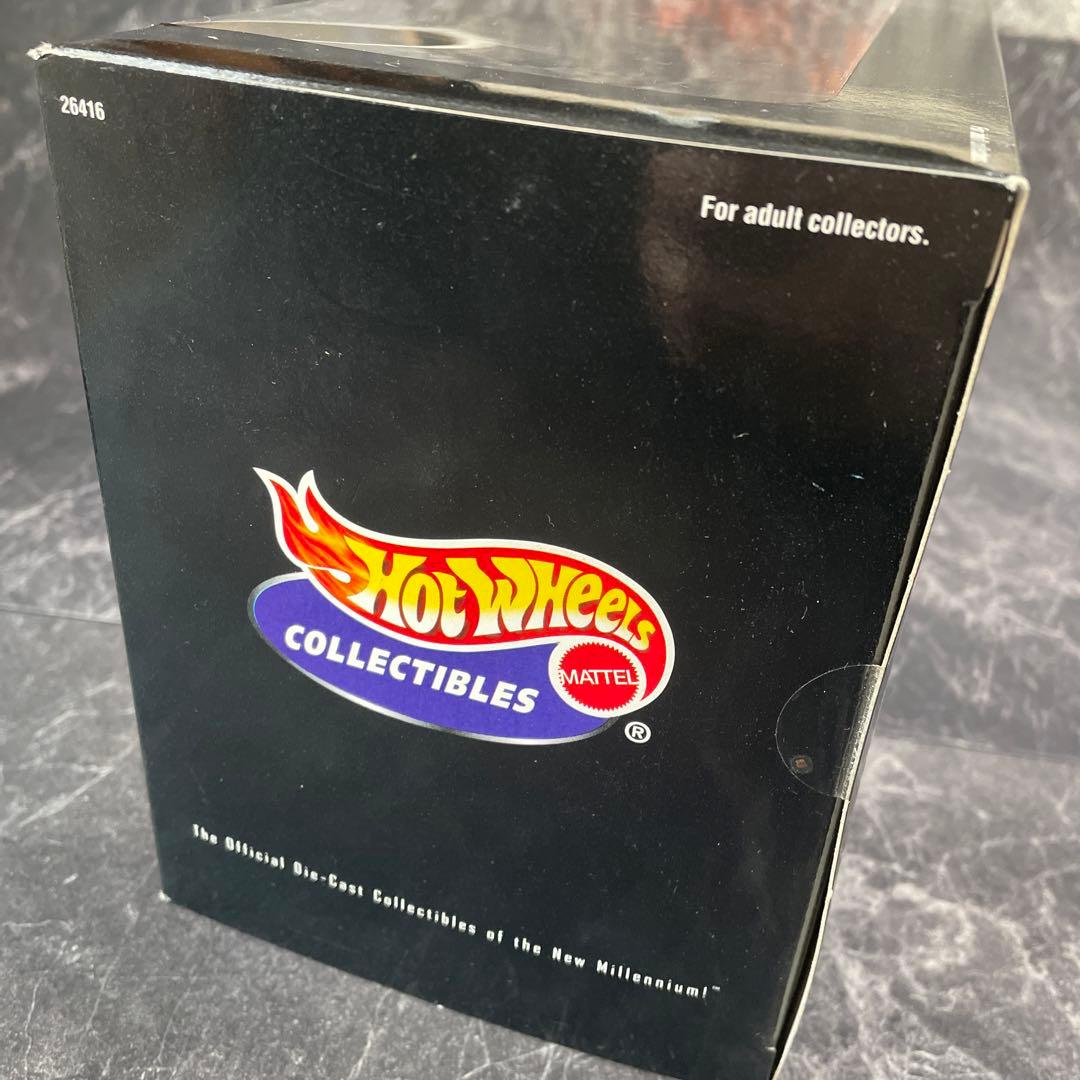 26416
For adult collectors.
Hot Wheels
COLLECTIBLES
MATTEL
®
The Official Die-Cast Collectibles of the New Millennium!™